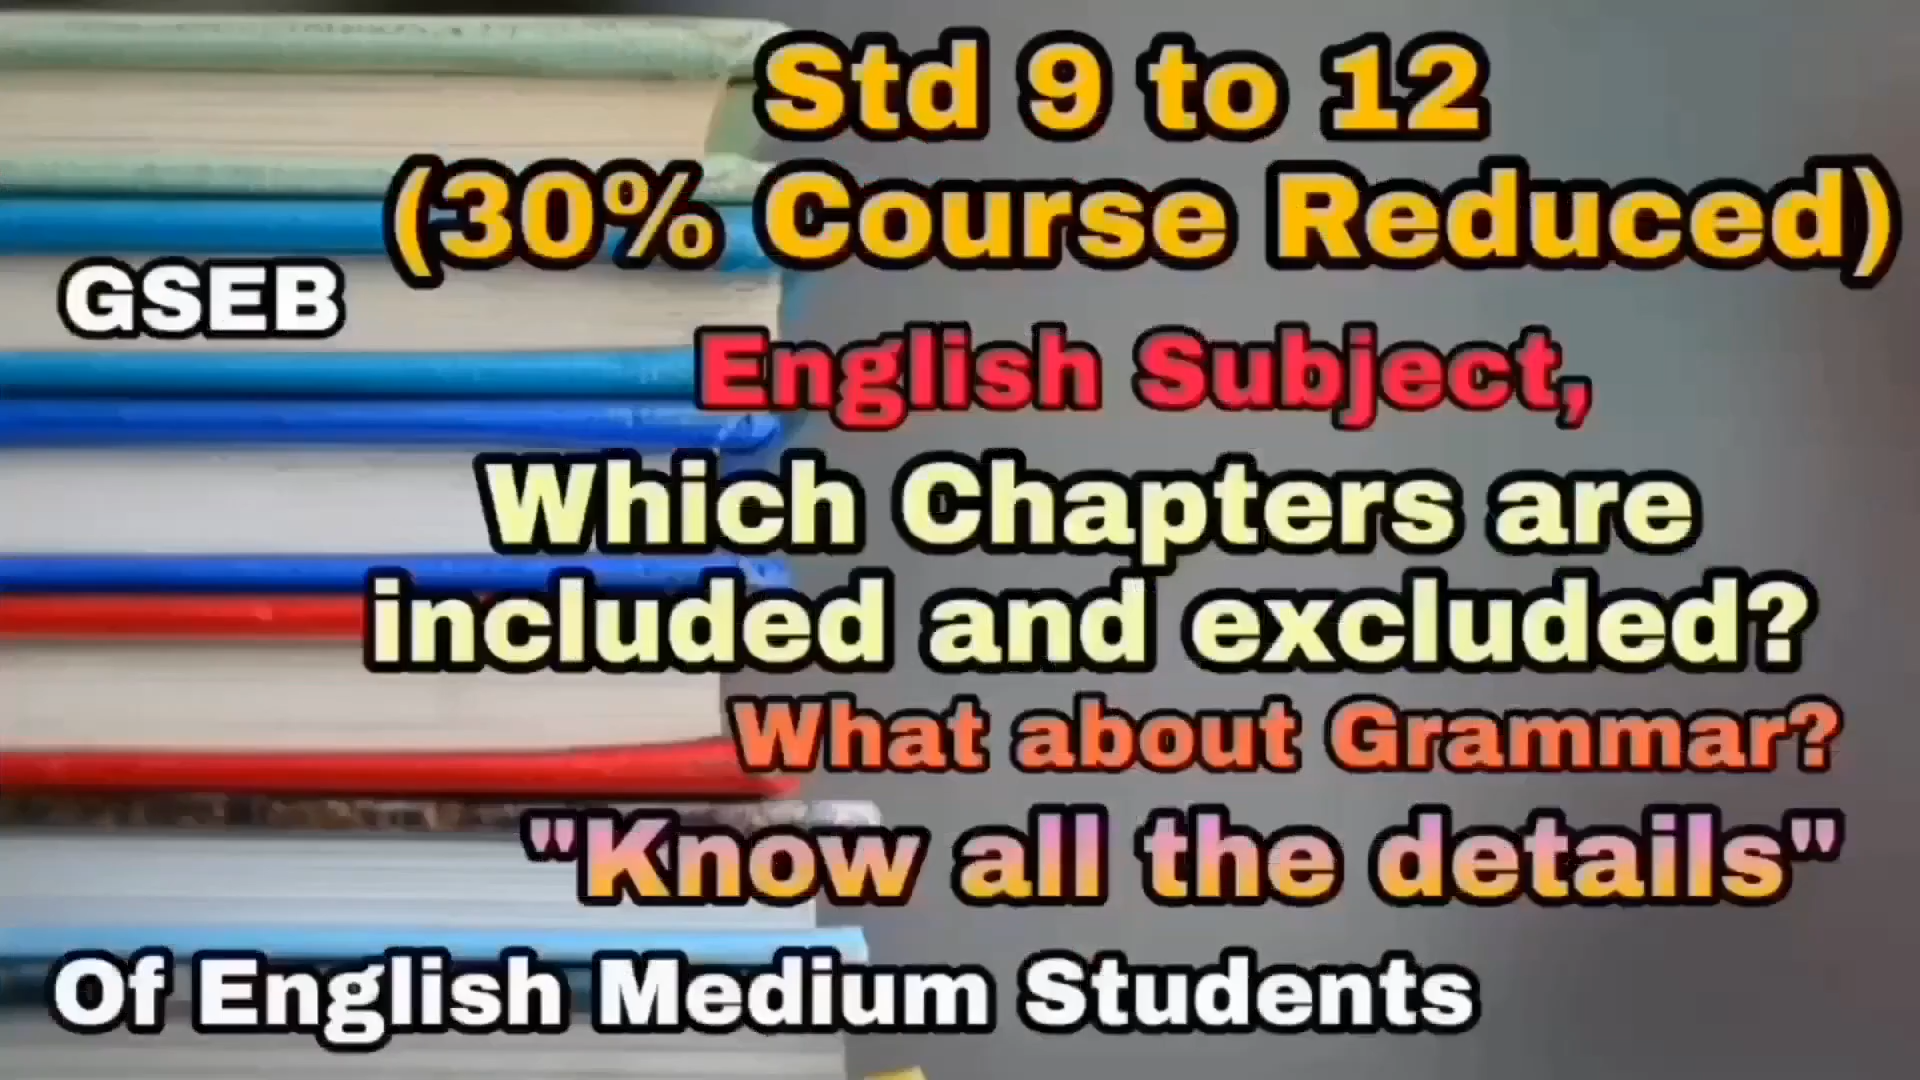 Std 9 to 12
(30% Course Reduced)
GSEB
English Subject,
Which Chapters are
included and excluded?
What about Grammar?
"Know all the details"
Of English Medium Students